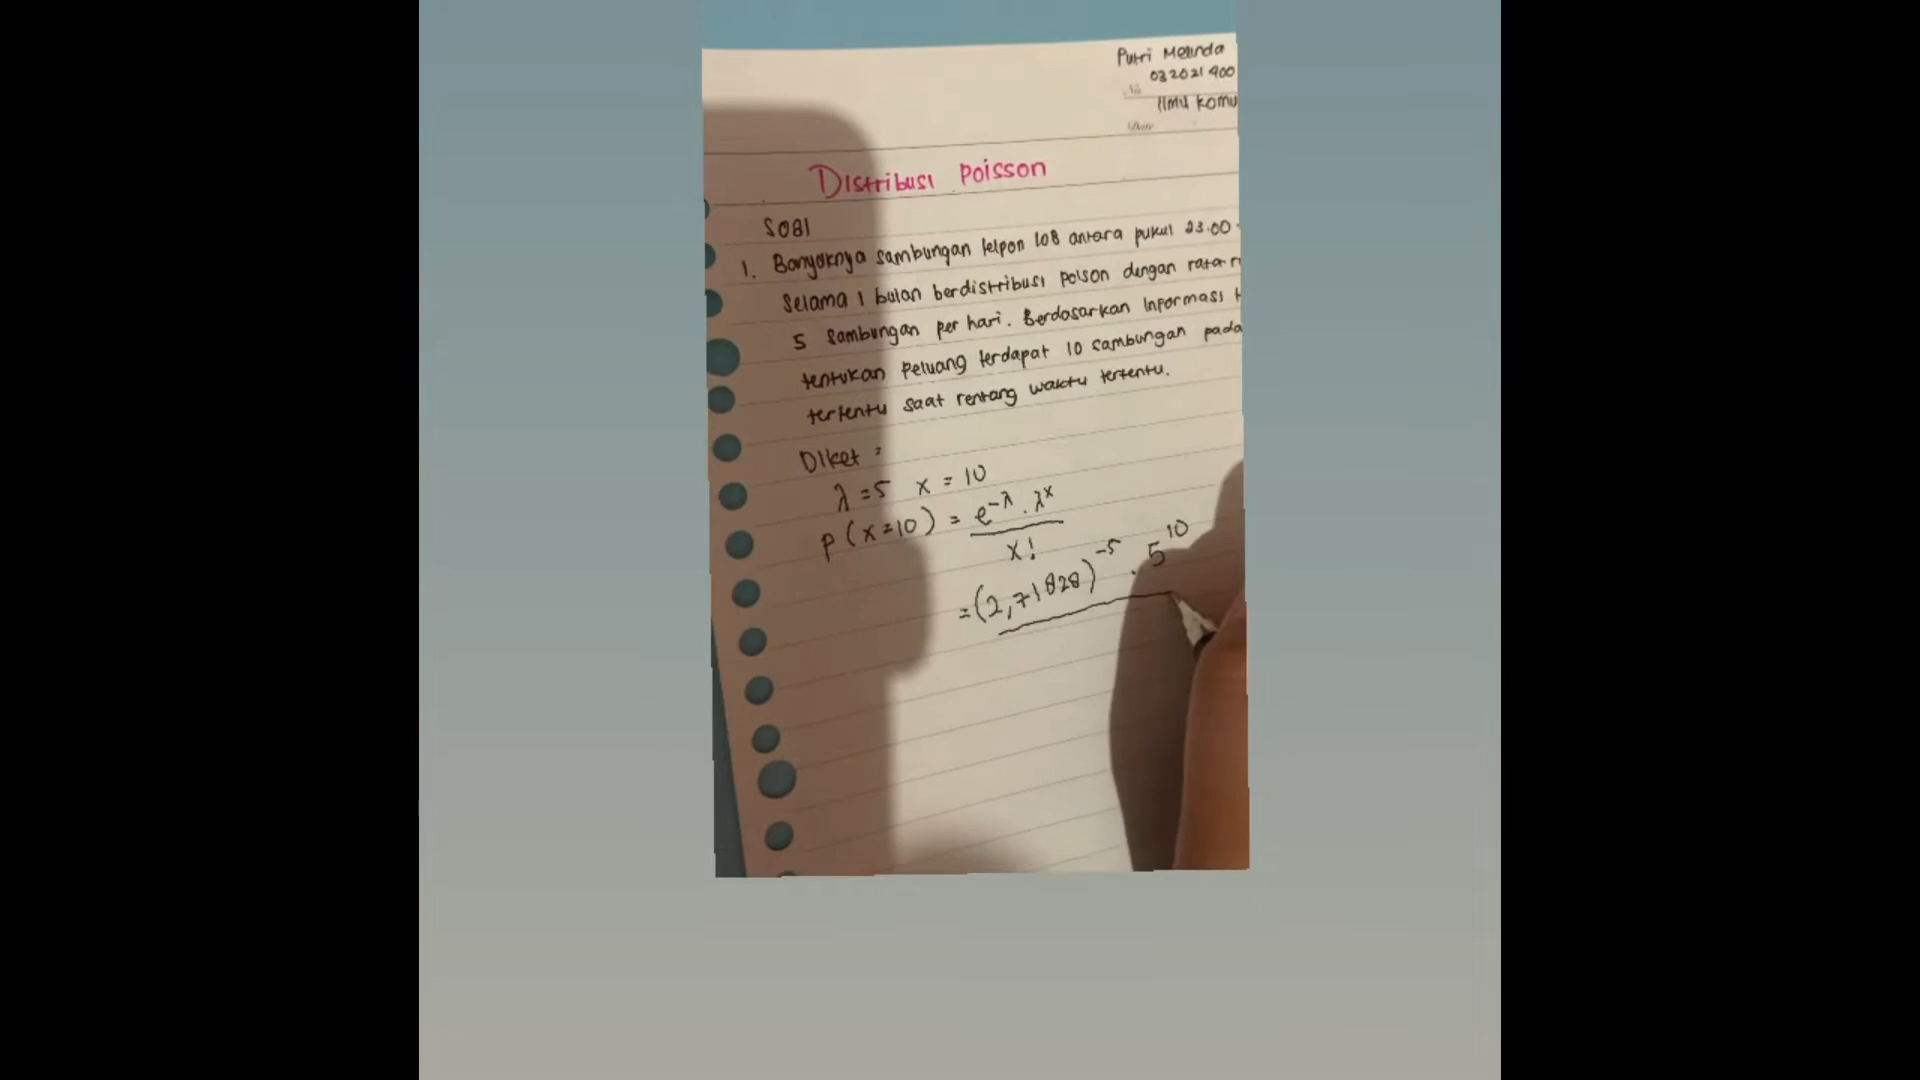 Putri Melinda
032021400
No
Ilmu Komu
Date
Distribusi Poisson
SOal
1. Banyaknya sambungan telpon 108 antara pukul 23.00
Selama 1 bulan berdistribusi poison dengan rata-r
5 sambungan per hari. Berdasarkan Informasi t
tentukan peluang terdapat 10 sambungan pada
tertentu saat rentang waktu tertentu.
Diket :
λ = 5 x = 10
P (x = 10) = e^-λ . λ^x
x!
= (2,71828)^-5 . 5^10